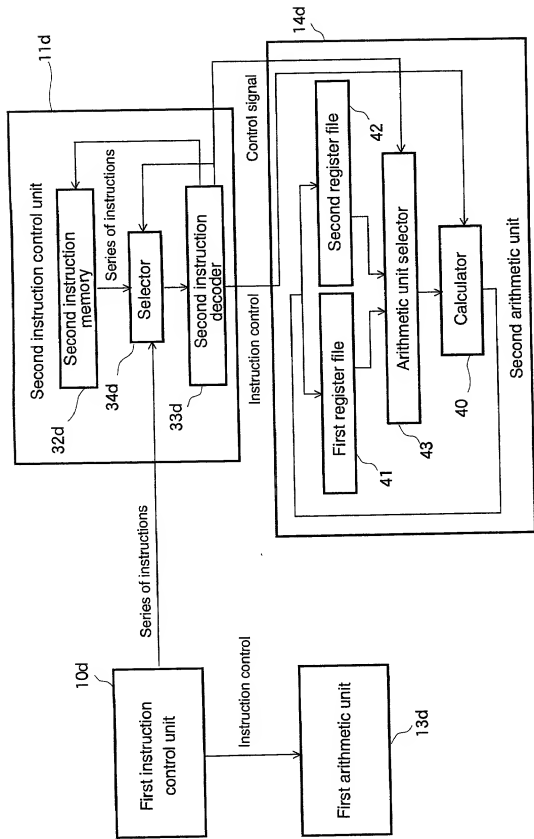 11d
Second instruction control unit
Second instruction
memory
32d
Series of instructions
Selector
34d
Second instruction
decoder
33d
Series of instructions
10d
First instruction
control unit
Instruction control
First arithmetic unit
13d
Instruction control
Control signal
14d
First register file
41
Second register file
42
Arithmetic unit selector
43
Calculator
40
Second arithmetic unit